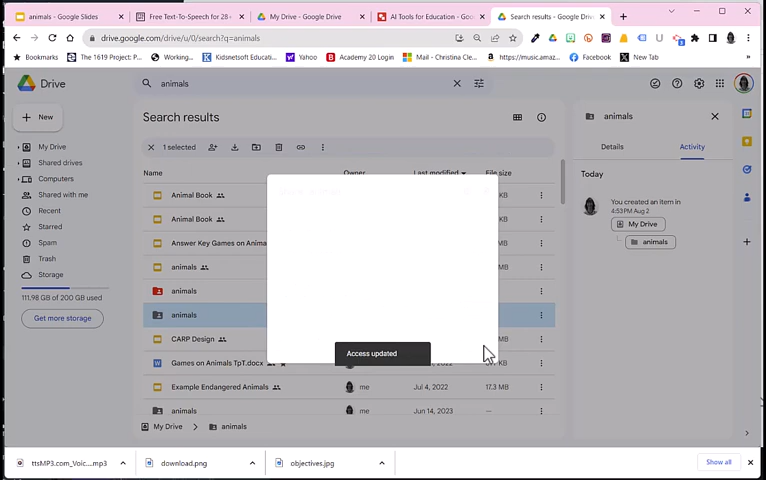 animals - Google Slides
Free Text-To-Speech for 28+
My Drive - Google Drive
AI Tools for Education - Goo
Search results - Google Driv
drive.google.com/drive/u/0/search?q=animals
Bookmarks
The 1619 Project: Th...
Working...
Kidsnetsoft Educati...
Yahoo
Academy 20 Login
Mail - Christina Cle...
https://music.amaz...
Facebook
New Tab
Drive
animals
New
Search results
animals
1 selected
Details
Activity
My Drive
Shared drives
Computers
Shared with me
Recent
Starred
Spam
Trash
Storage
111.98 GB of 200 GB used
Get more storage
Name
Owner
Last modified
File size
Animal Book
KB
Animal Book
KB
Answer Key Games on Anima
MB
animals
MB
animals
animals
CARP Design
MB
Games on Animals TpT.docx
Example Endangered Animals
me
Jul 4, 2022
17.3 MB
animals
me
Jun 14, 2023
Access updated
Today
You created an item in
4:53 PM Aug 2
My Drive
animals
My Drive
animals
ttsMP3.com_Voic....mp3
download.png
objectives.jpg
Show all